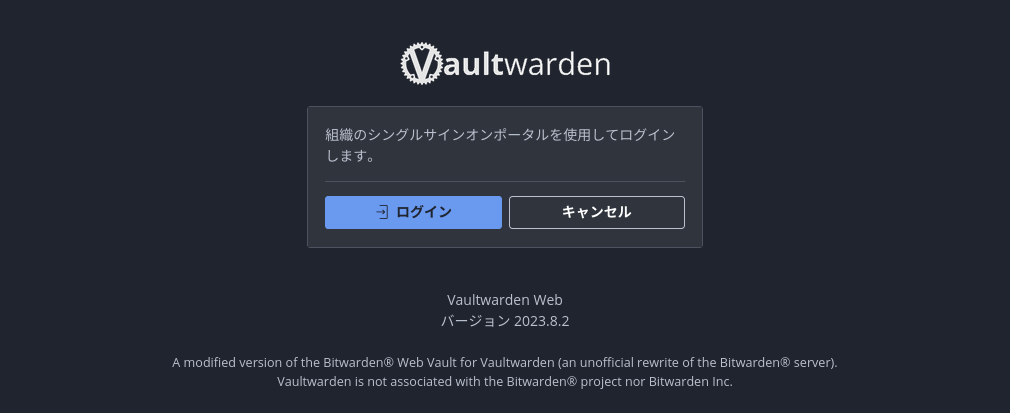 Vaultwarden
組織のシングルサインオンポータルを使用してログイン
します。
ログイン
キャンセル
Vaultwarden Web
バージョン 2023.8.2
A modified version of the Bitwarden® Web Vault for Vaultwarden (an unofficial rewrite of the Bitwarden® server).
Vaultwarden is not associated with the Bitwarden® project nor Bitwarden Inc.